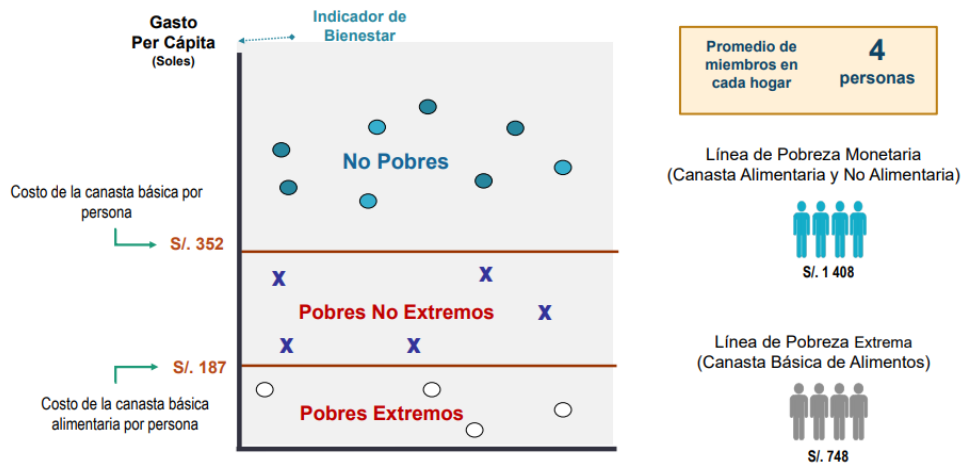 Gasto
Per Cápita
(Soles)
Indicador de
Bienestar
Promedio de
miembros en
cada hogar
4
personas
No Pobres
Línea de Pobreza Monetaria
(Canasta Alimentaria y No Alimentaria)
S/. 1 408
Costo de la canasta básica por
persona
S/. 352
X
X
Pobres No Extremos
X
X
X
Línea de Pobreza Extrema
(Canasta Básica de Alimentos)
S/. 748
S/. 187
Costo de la canasta básica
alimentaria por persona
Pobres Extremos